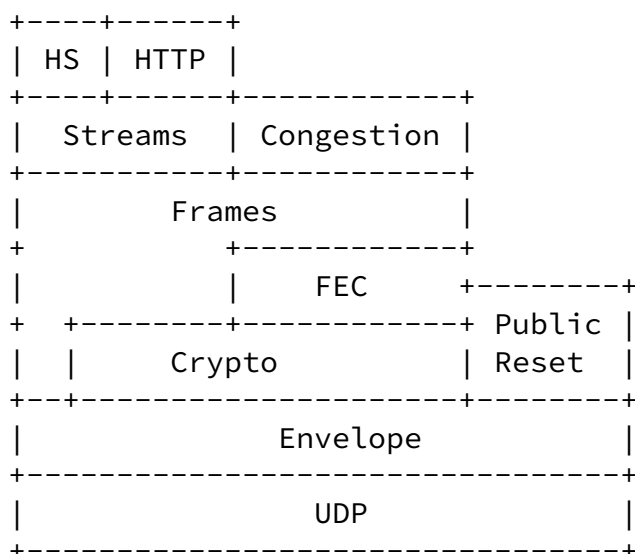 HS HTTP
Streams Congestion
Frames
FEC
Public
Crypto Reset
Envelope
UDP